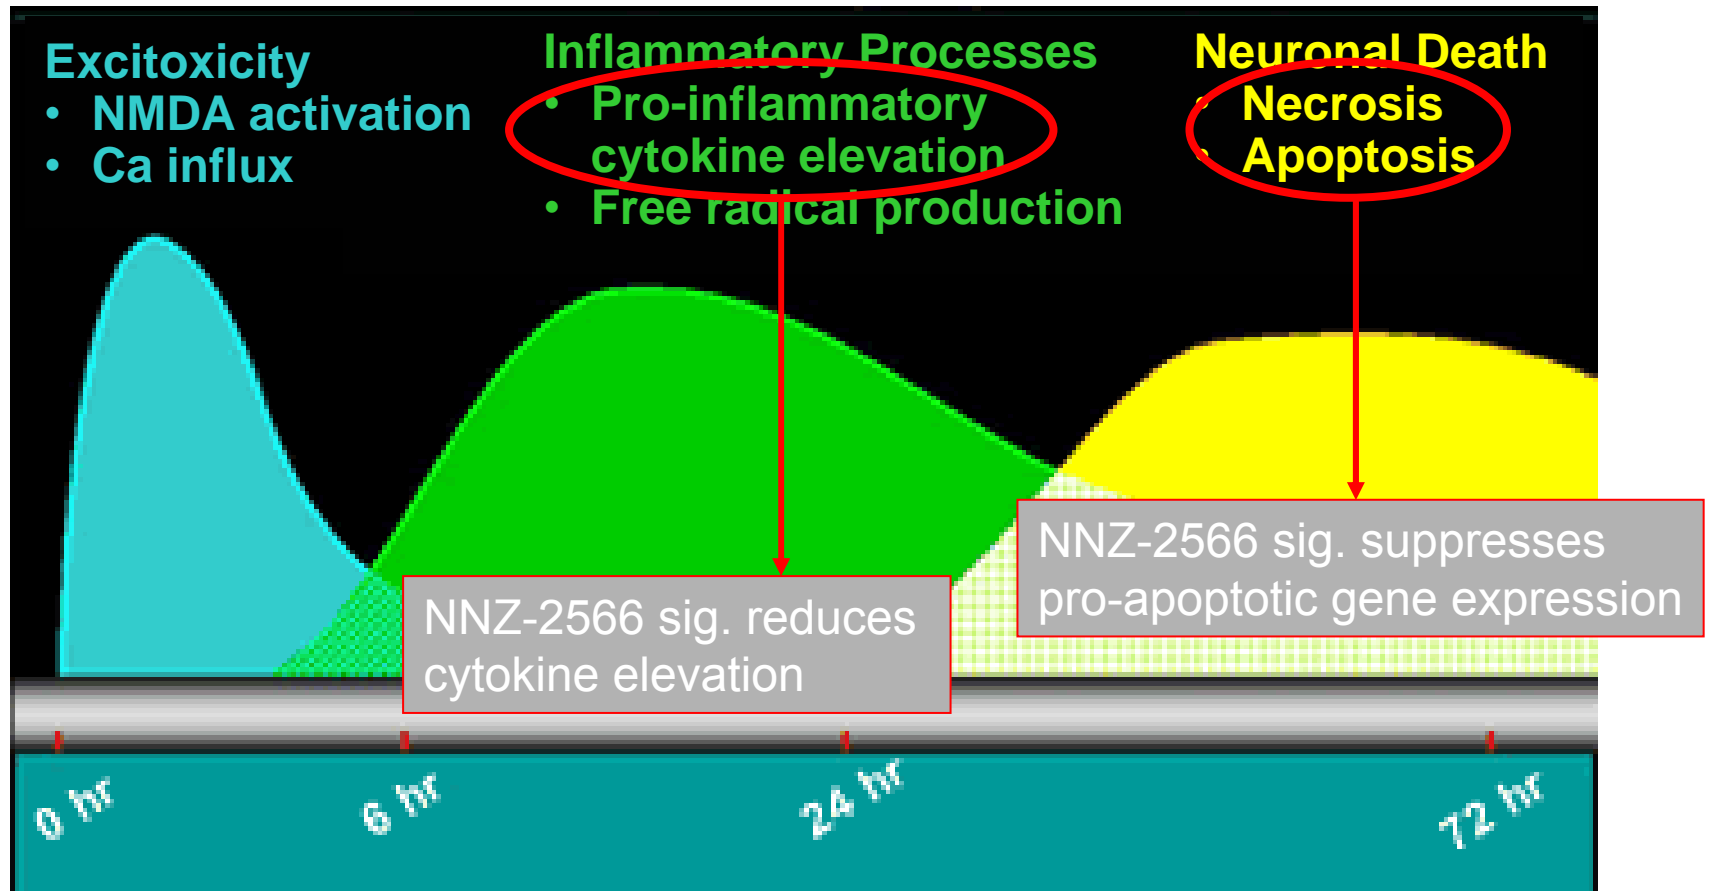 Excitoxicity
• NMDA activation
• Ca influx
Inflammatory Processes
• Pro-inflammatory
cytokine elevation
• Free radical production
Neuronal Death
• Necrosis
• Apoptosis
NNZ-2566 sig. reduces
cytokine elevation
NNZ-2566 sig. suppresses
pro-apoptotic gene expression
0 hr
6 hr
24 hr
72 hr